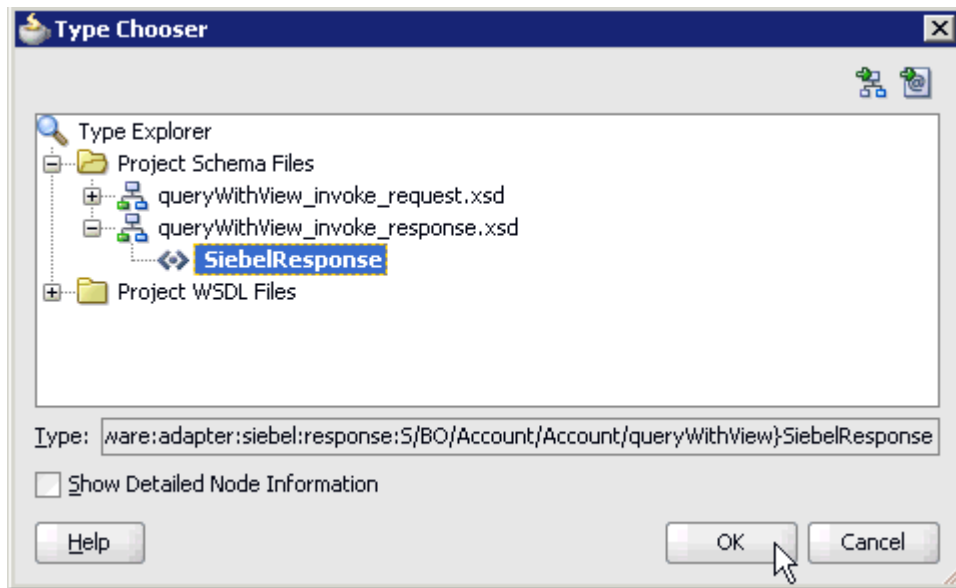 Type Chooser
Type Explorer
Project Schema Files
queryWithView_invoke_request.xsd
queryWithView_invoke_response.xsd
SiebelResponse
Project WSDL Files
Type: ware:adapter:siebel:response:S/BO/Account/Account/queryWithView}SiebelResponse
Show Detailed Node Information
Help OK Cancel